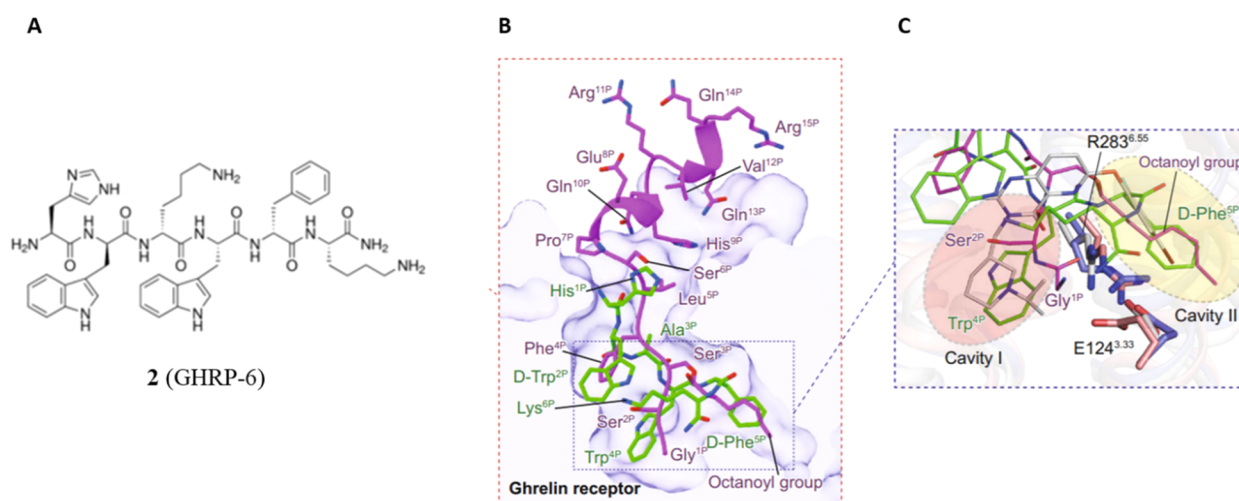 A
B
C
N
NH
NH₂
O
H
N
H₂N
N
H
O
N
H
O
H
N
O
N
H
O
NH₂
NH₂
NH
NH
2 (GHRP-6)
Arg11P
Gln14P
Arg15P
Glu8P
Val12P
Gln10P
Gln13P
Pro7P
His9P
Ser6P
His1P
Leu5P
Ala3P
Phe4P
Ser3P
D-Trp2P
Lys6P
Ser2P
Trp4P
Gly1P
D-Phe5P
Octanoyl group
Ghrelin receptor
R2836.55
Octanoyl group
D-Phe5P
Ser2P
Gly1P
Trp4P
Cavity I
Cavity II
E1243.33